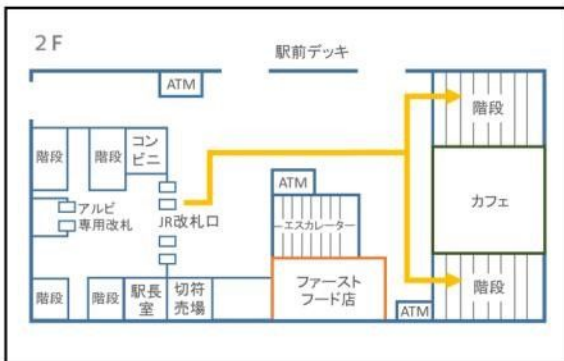 2F
駅前デッキ
ATM
階段
階段
階段
コン
ビニ
ATM
カフェ
アルビ
専用改札
JR改札口
エスカレーター
階段
階段
駅長
室
切符
売場
ファースト
フード店
階段
ATM